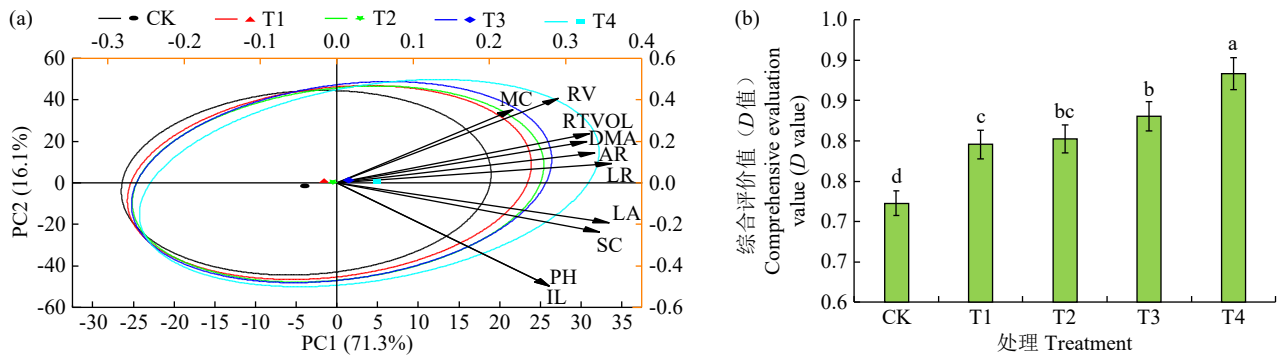 (a)
CK T1 T2 T3 T4
-0.3 -0.2 -0.1 0.0 0.1 0.2 0.3 0.4
60 40 20 0 -20 -40 -60
PC2 (16.1%)
0.6 0.4 0.2 0.0 -0.2 -0.4 -0.6
MC
RV
RTVOL
DMA
AR
LR
LA
SC
PH
IL
-30 -25 -20 -15 -10 -5 0 5 10 15 20 25 30 35
PC1 (71.3%)
(b)
综合评价值（D 值）
Comprehensive evaluation
value (D value)
1.0
0.9
0.9
0.8
0.8
0.7
0.7
0.6
d c bc b a
CK T1 T2 T3 T4
处理 Treatment